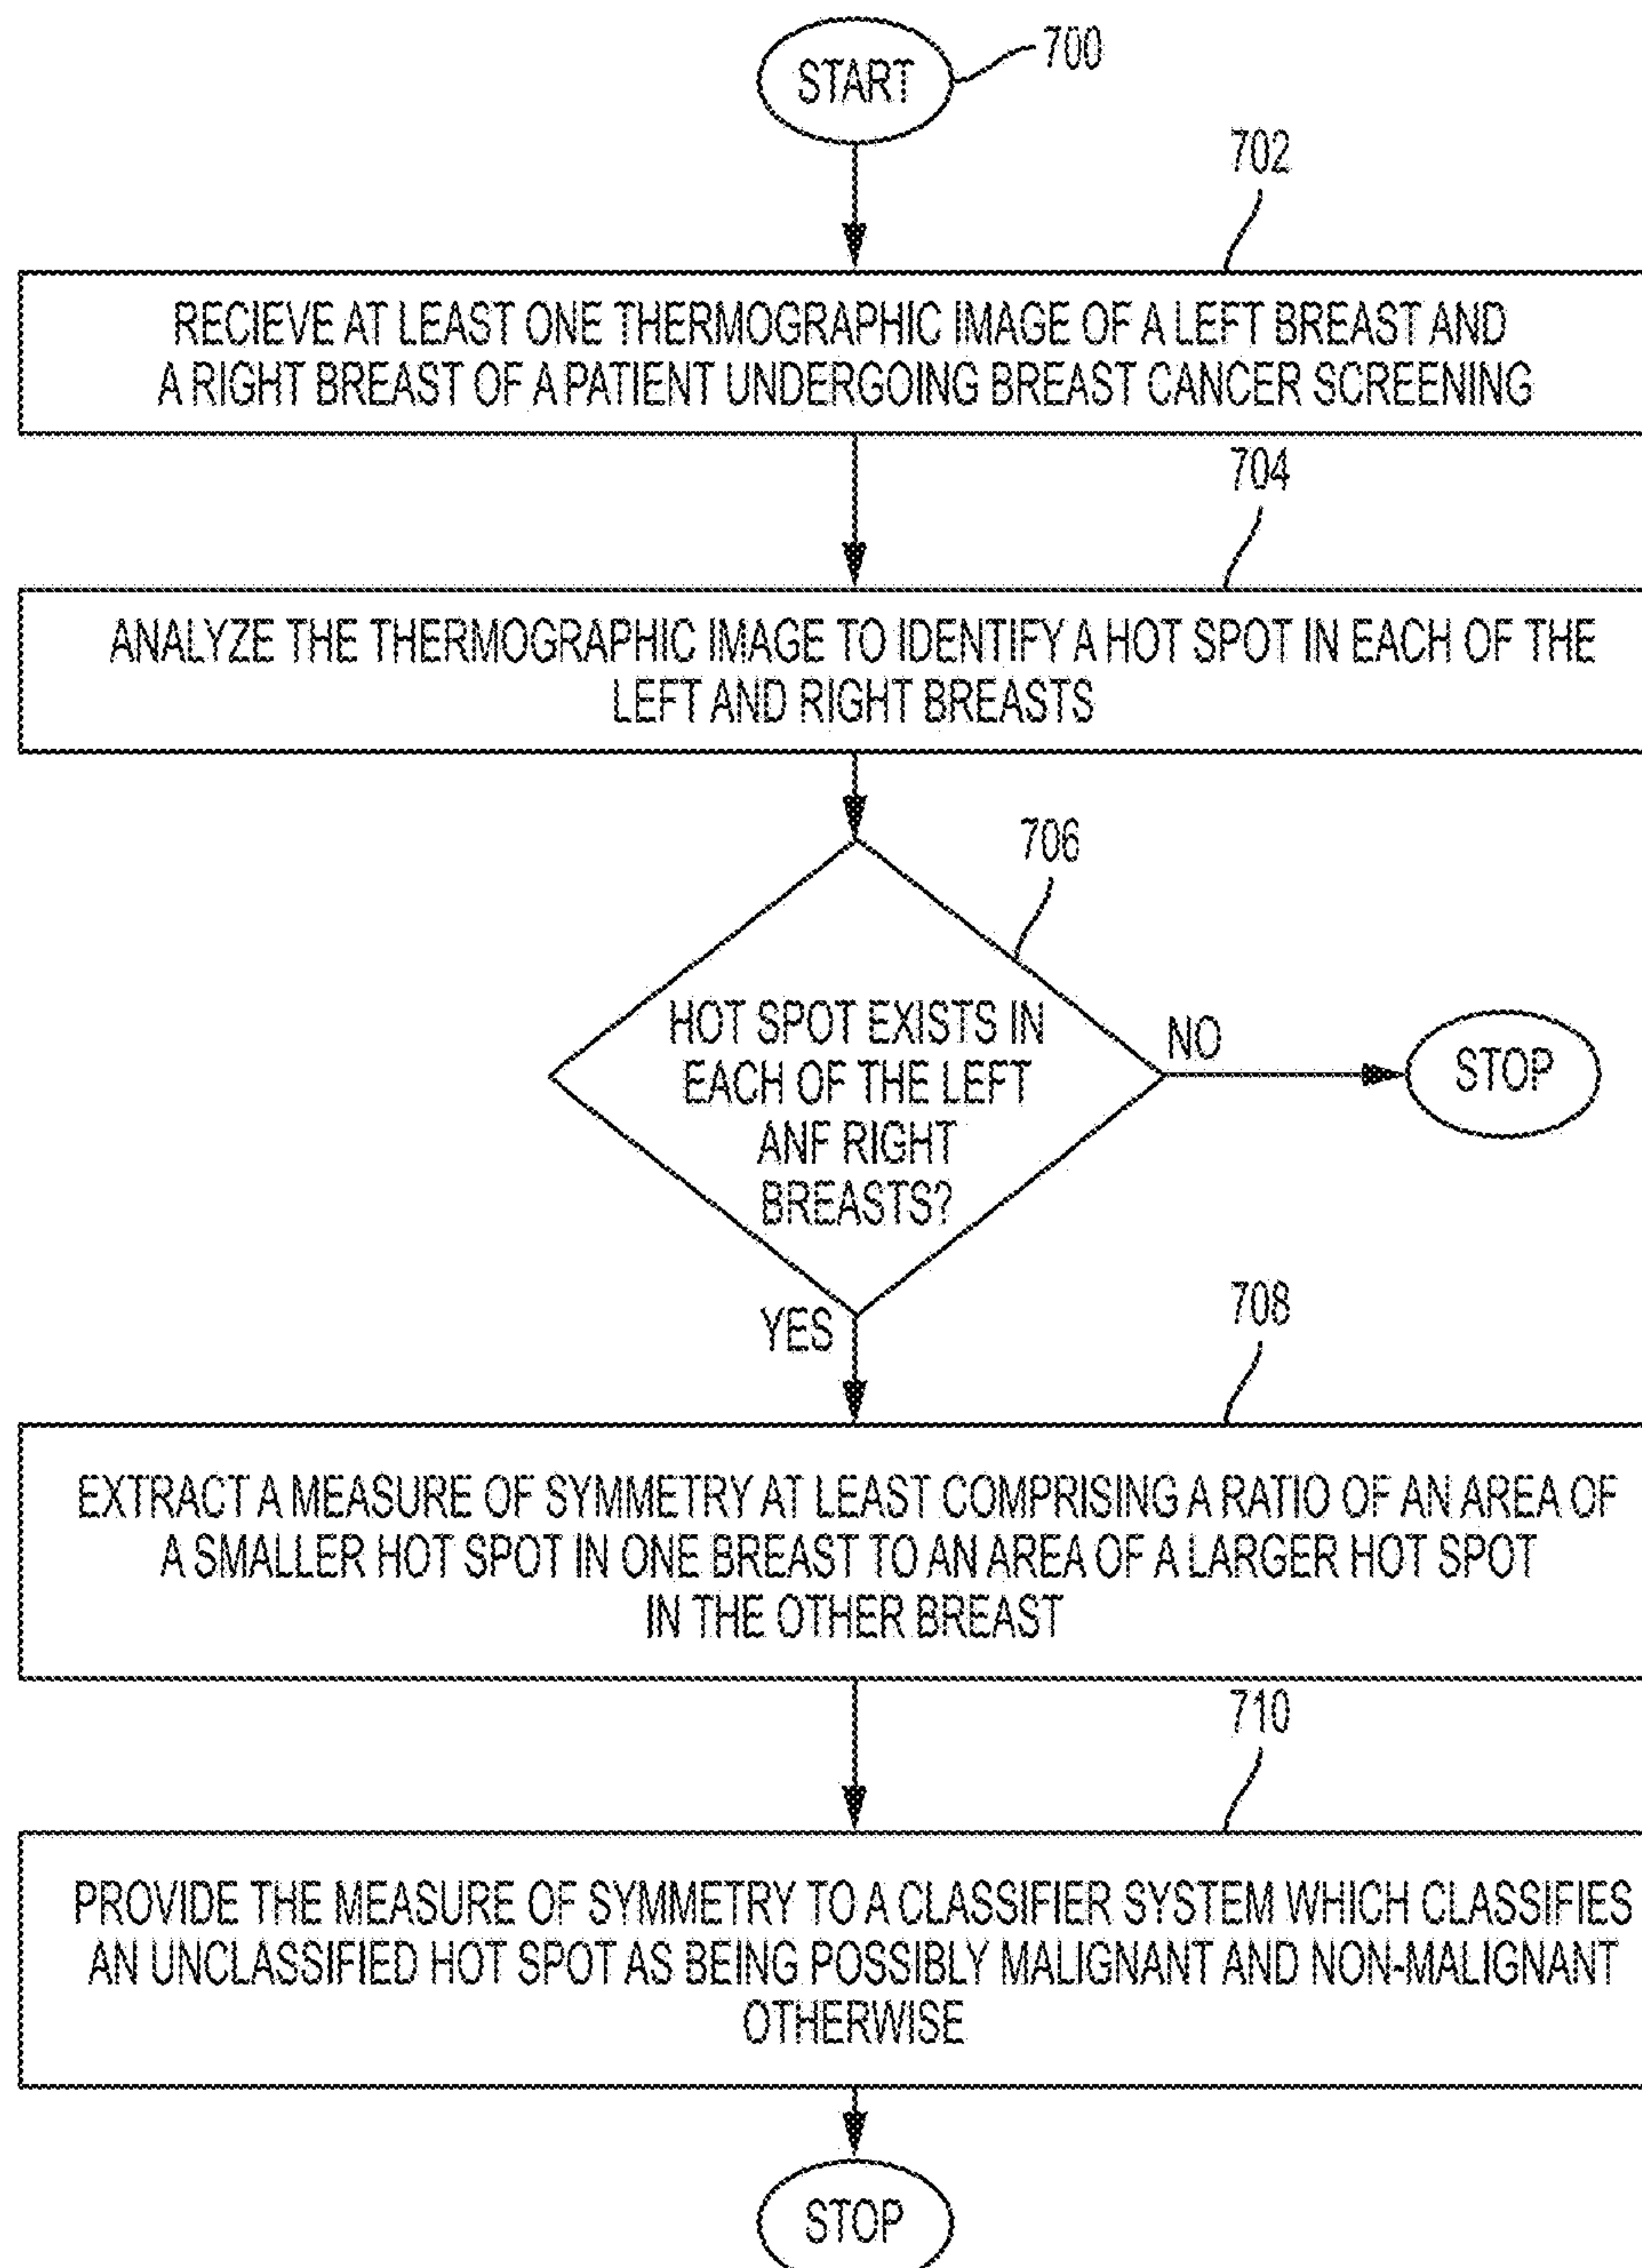 START
700
702
RECIEVE AT LEAST ONE THERMOGRAPHIC IMAGE OF A LEFT BREAST AND
A RIGHT BREAST OF A PATIENT UNDERGOING BREAST CANCER SCREENING
704
ANALYZE THE THERMOGRAPHIC IMAGE TO IDENTIFY A HOT SPOT IN EACH OF THE
LEFT AND RIGHT BREASTS
706
HOT SPOT EXISTS IN
EACH OF THE LEFT
ANF RIGHT
BREASTS?
NO
STOP
YES
708
EXTRACT A MEASURE OF SYMMETRY AT LEAST COMPRISING A RATIO OF AN AREA OF
A SMALLER HOT SPOT IN ONE BREAST TO AN AREA OF A LARGER HOT SPOT
IN THE OTHER BREAST
710
PROVIDE THE MEASURE OF SYMMETRY TO A CLASSIFIER SYSTEM WHICH CLASSIFIES
AN UNCLASSIFIED HOT SPOT AS BEING POSSIBLY MALIGNANT AND NON-MALIGNANT
OTHERWISE
STOP